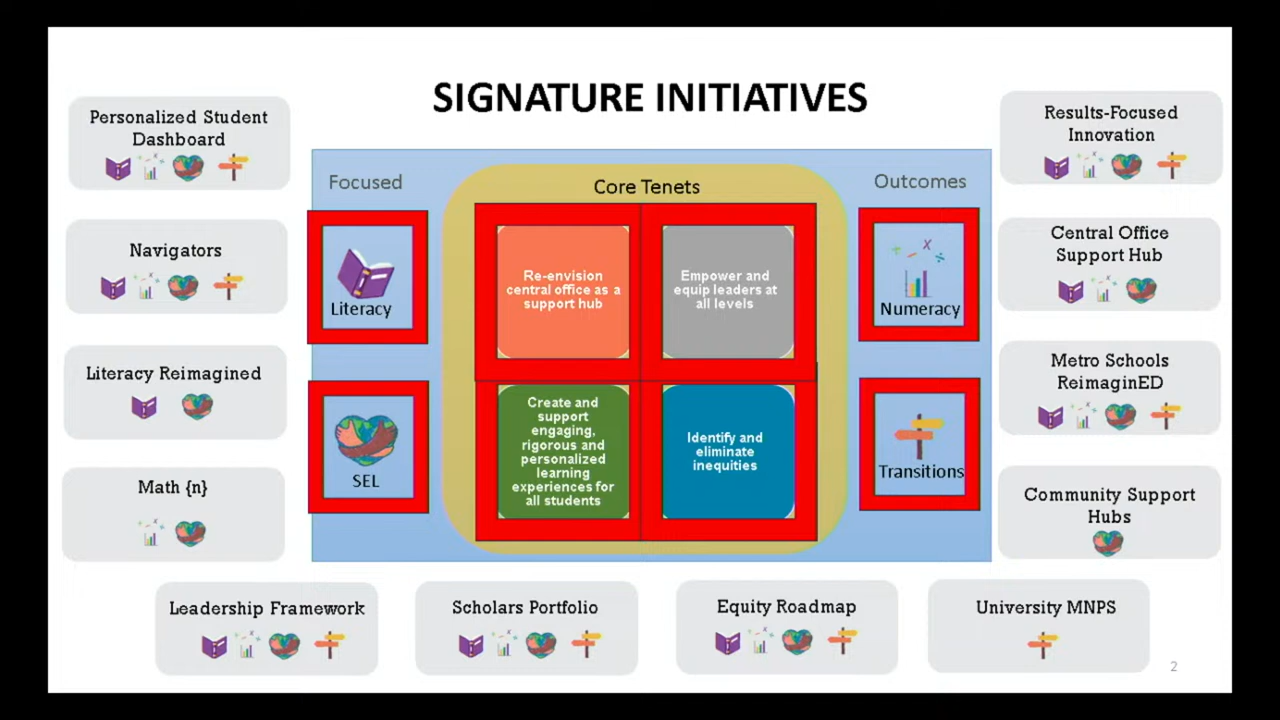 SIGNATURE INITIATIVES
Personalized Student
Dashboard
Navigators
Literacy Reimagined
Math {n}
Focused
Literacy
SEL
Core Tenets
Re-envision
central office as a
support hub
Empower and
equip leaders at
all levels
Create and
support
engaging,
rigorous and
personalized
learning
experiences for
all students
Identify and
eliminate
inequities
Outcomes
Numeracy
Transitions
Results-Focused
Innovation
Central Office
Support Hub
Metro Schools
ReimaginED
Community Support
Hubs
Leadership Framework
Scholars Portfolio
Equity Roadmap
University MNPS
2